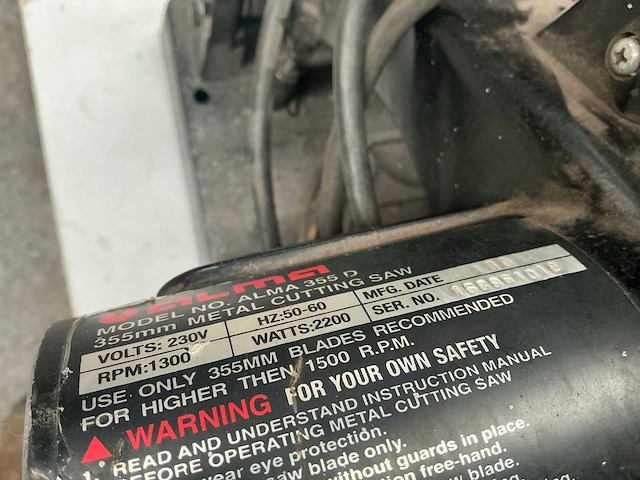 MODEL NO. ALMA 355 D
355mm METAL CUTTING SAW
VOLTS: 230V HZ:50-60 MFG. DATE
RPM:1300 WATTS:2200 SER. NO.
USE ONLY 355MM BLADES RECOMMENDED
FOR HIGHER THEN 1500 R.P.M.
WARNING FOR YOUR OWN SAFETY
1. READ AND UNDERSTAND INSTRUCTION MANUAL
BEFORE OPERATING METAL CUTTING SAW
wear eye protection.
saw blade only.
without guards in place.
free-hand.
saw blade.